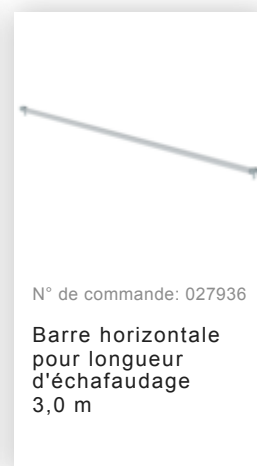 N° de commande: 027936
Barre horizontale
pour longueur
d'échafaudage
3,0 m